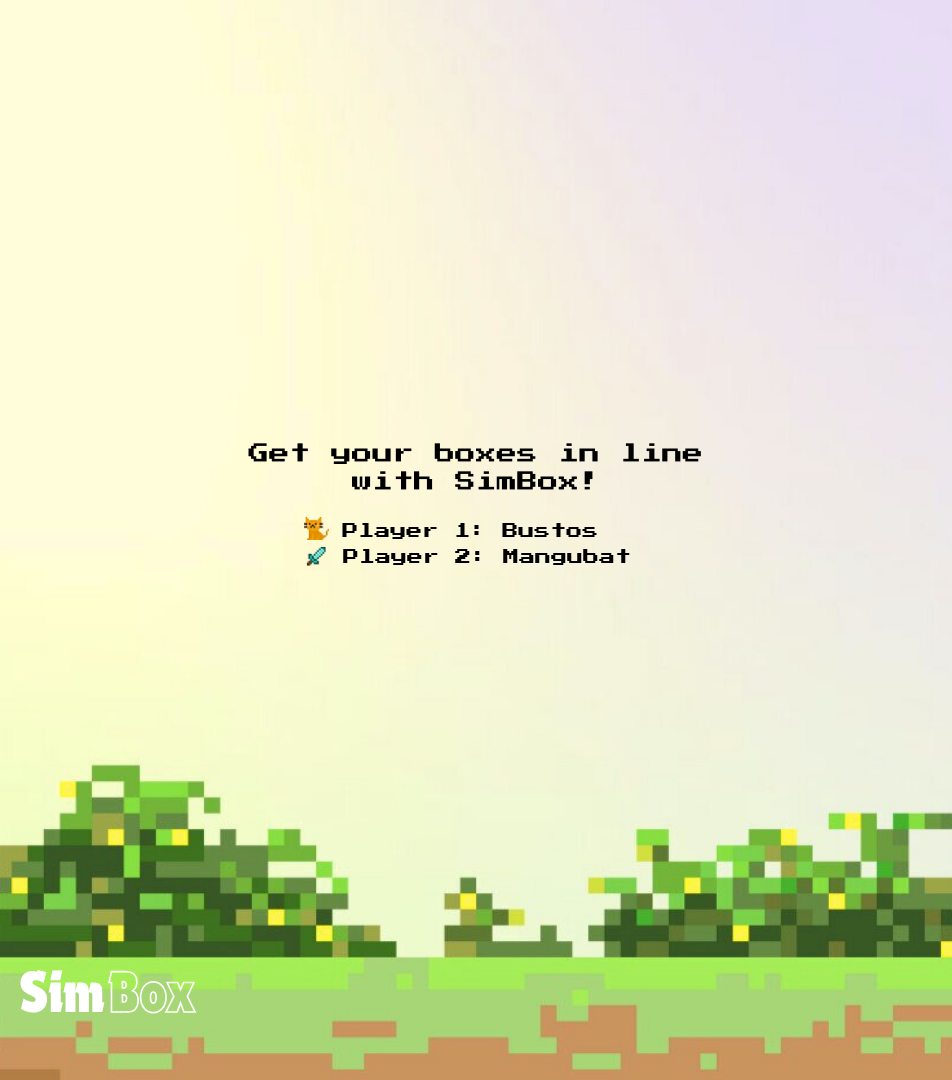 Get your boxes in line
with SimBox!
Player 1: Bustos
Player 2: Mangubat
SimBox